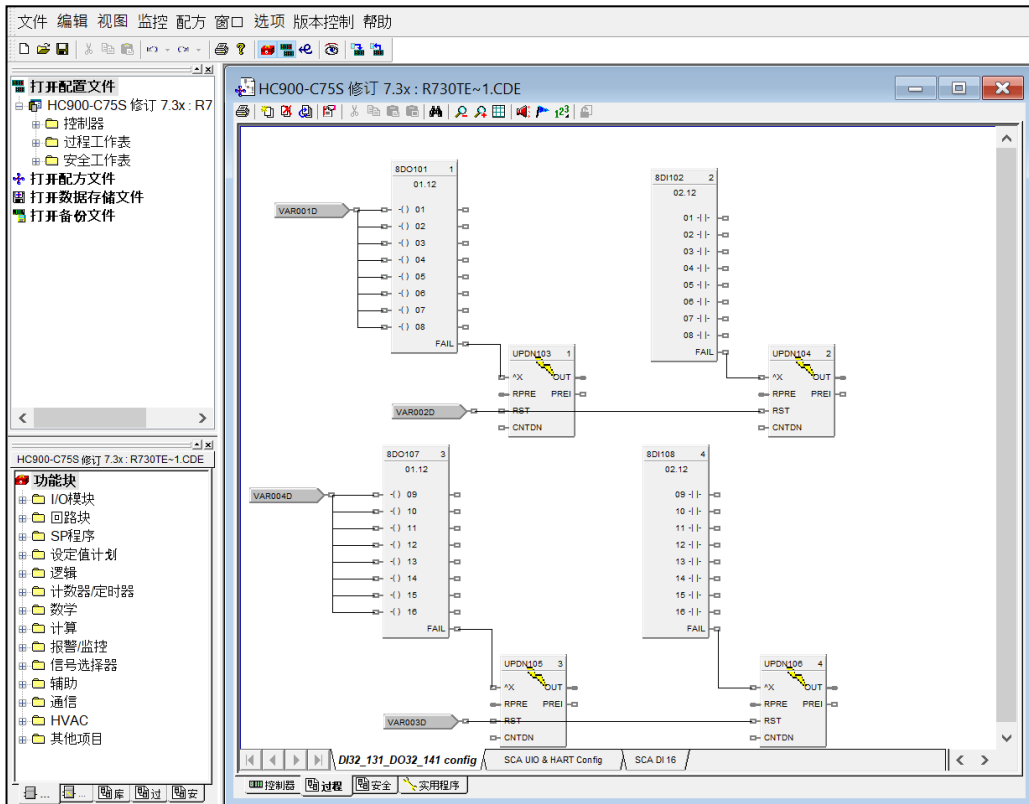 文件 编辑 视图 监控 配方 窗口 选项 版本控制 帮助
打开配置文件
HC900-C75S 修订 7.3x : R7
控制器
过程工作表
安全工作表
打开配方文件
打开数据存储文件
打开备份文件
HC900-C75S 修订 7.3x : R730TE~1.CDE
功能块
I/O模块
回路块
SP程序
设定值计划
逻辑
计数器/定时器
数学
计算
报警/监控
信号选择器
辅助
通信
HVAC
其他项目
... ... 库 过 安
HC900-C75S 修订 7.3x : R730TE~1.CDE
8DO101 1
01.12
VAR001D
-( ) 01
-( ) 02
-( ) 03
-( ) 04
-( ) 05
-( ) 06
-( ) 07
-( ) 08
FAIL
8DI102 2
02.12
01 -| |-
02 -| |-
03 -| |-
04 -| |-
05 -| |-
06 -| |-
07 -| |-
08 -| |-
FAIL
UPDN103 1
^X OUT
RPRE PREI
RST
CNTDN
VAR002D
UPDN104 2
^X OUT
RPRE PREI
RST
CNTDN
8DO107 3
01.12
VAR004D
-( ) 09
-( ) 10
-( ) 11
-( ) 12
-( ) 13
-( ) 14
-( ) 15
-( ) 16
FAIL
8DI108 4
02.12
09 -| |-
10 -| |-
11 -| |-
12 -| |-
13 -| |-
14 -| |-
15 -| |-
16 -| |-
FAIL
UPDN105 3
^X OUT
RPRE PREI
RST
CNTDN
VAR003D
UPDN106 4
^X OUT
RPRE PREI
RST
CNTDN
DI32_131_DO32_141 config SCA UIO & HART Config SCA DI 16
控制器 过程 安全 实用程序